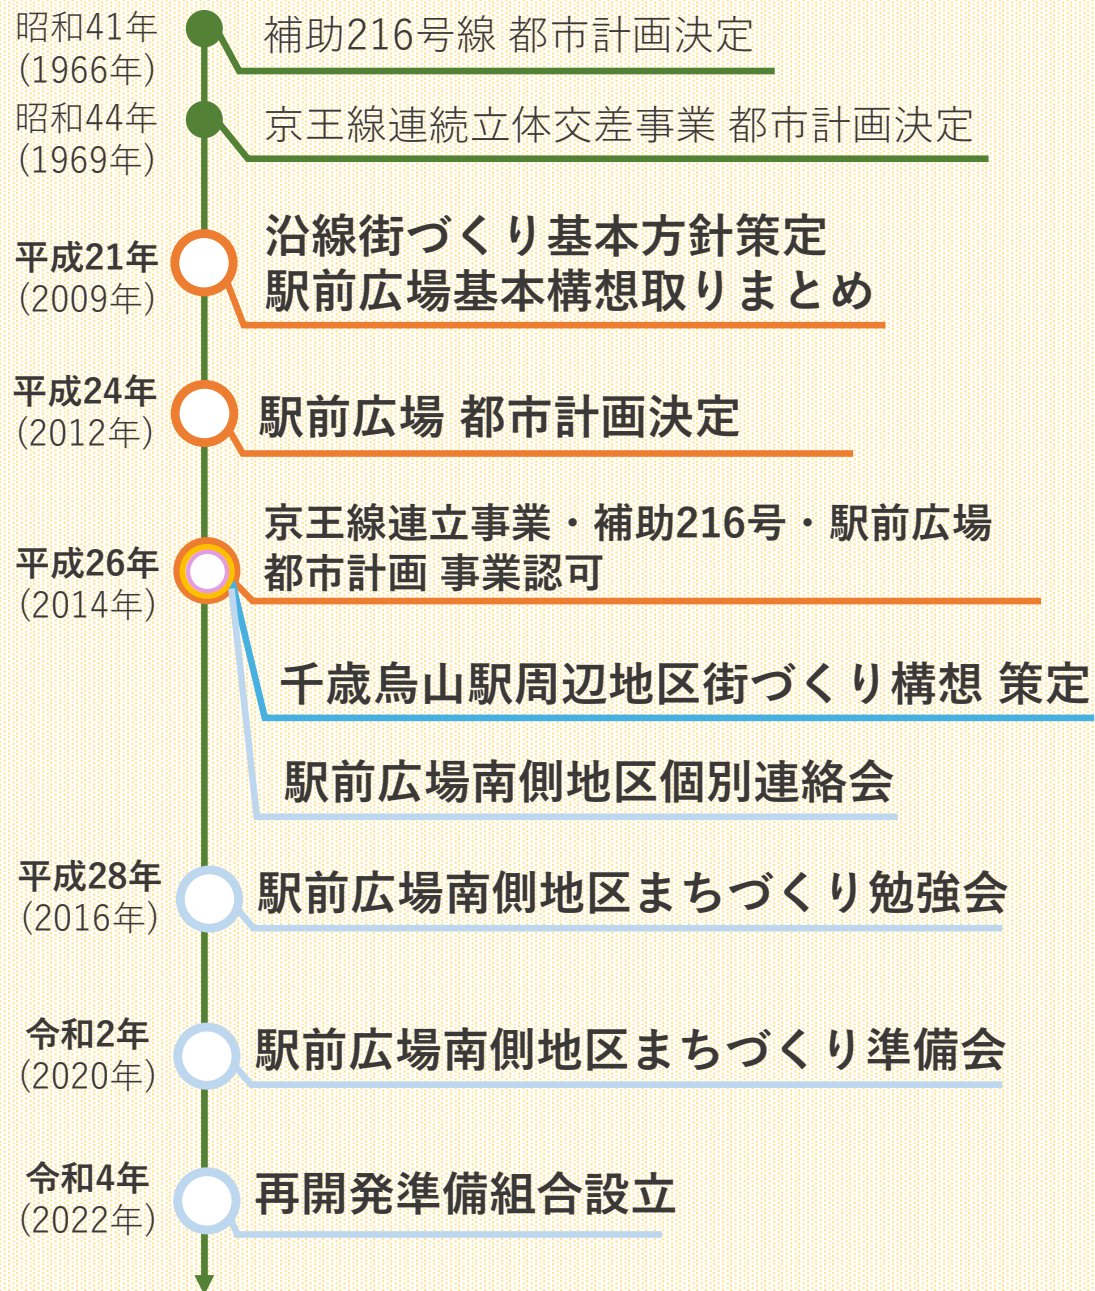 昭和41年
(1966年)
補助216号線 都市計画決定
昭和44年
(1969年)
京王線連続立体交差事業 都市計画決定
平成21年
(2009年)
沿線街づくり基本方針策定
駅前広場基本構想取りまとめ
平成24年
(2012年)
駅前広場 都市計画決定
平成26年
(2014年)
京王線連立事業・補助216号・駅前広場
都市計画 事業認可
千歳烏山駅周辺地区街づくり構想 策定
駅前広場南側地区個別連絡会
平成28年
(2016年)
駅前広場南側地区まちづくり勉強会
令和2年
(2020年)
駅前広場南側地区まちづくり準備会
令和4年
(2022年)
再開発準備組合設立